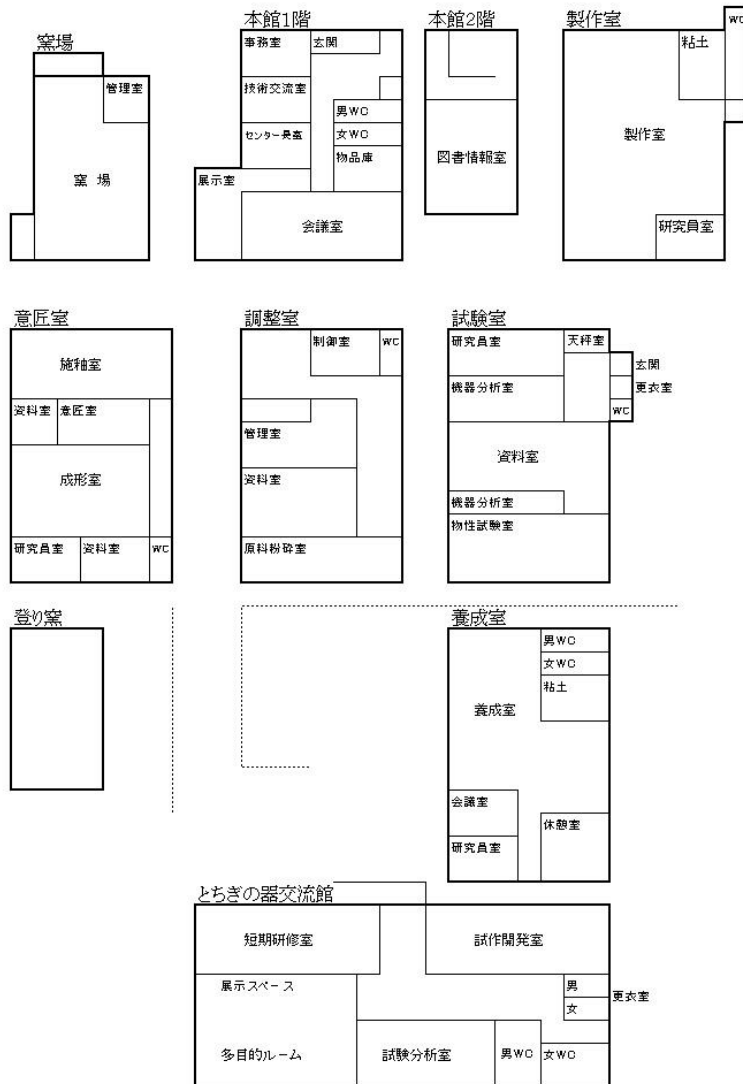 窯場
管理室
窯 場
本館1階
事務室
玄関
技術交流室
センター長室
男WC
女WC
物品庫
展示室
会議室
本館2階
図書情報室
製作室
WC
粘土
製作室
研究員室
意匠室
施釉室
資料室
意匠室
成形室
研究員室
資料室
WC
調整室
制御室
WC
管理室
資料室
原料粉砕室
試験室
研究員室
天秤室
玄関
機器分析室
更衣室
WC
資料室
機器分析室
物性試験室
登り窯
養成室
男WC
女WC
粘土
養成室
会議室
休憩室
研究員室
とちぎの器交流館
短期研修室
試作開発室
展示スペース
男
更衣室
女
多目的ルーム
試験分析室
男WC
女WC